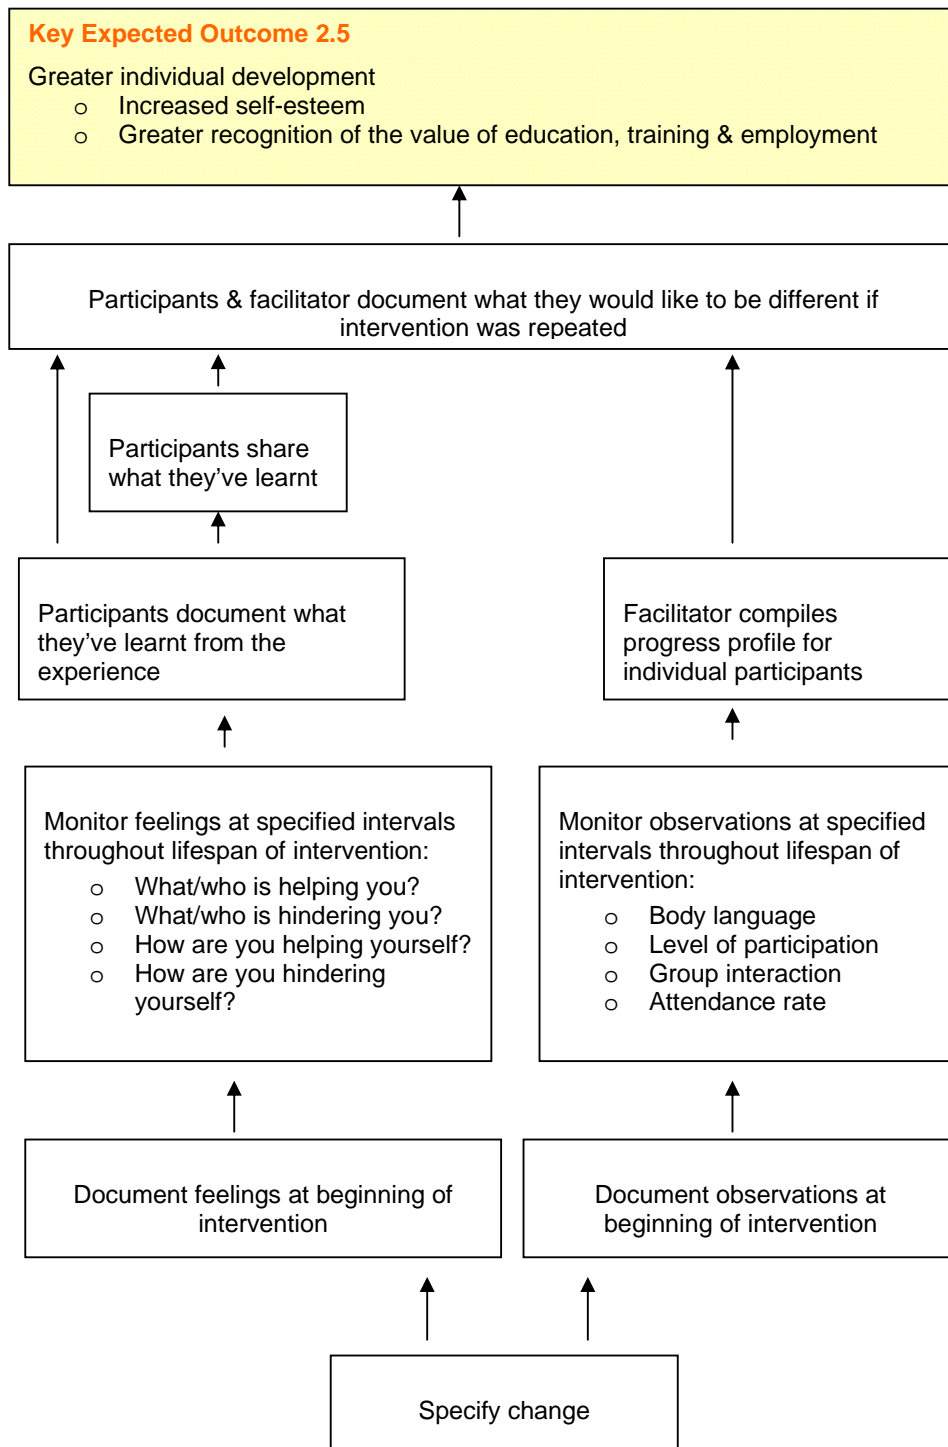 Key Expected Outcome 2.5
Greater individual development
o Increased self-esteem
o Greater recognition of the value of education, training & employment
Participants & facilitator document what they would like to be different if
intervention was repeated
Participants share
what they’ve learnt
Participants document what
they’ve learnt from the
experience
Facilitator compiles
progress profile for
individual participants
Monitor feelings at specified intervals
throughout lifespan of intervention:
o What/who is helping you?
o What/who is hindering you?
o How are you helping yourself?
o How are you hindering
yourself?
Monitor observations at specified
intervals throughout lifespan of
intervention:
o Body language
o Level of participation
o Group interaction
o Attendance rate
Document feelings at beginning of
intervention
Document observations at
beginning of intervention
Specify change